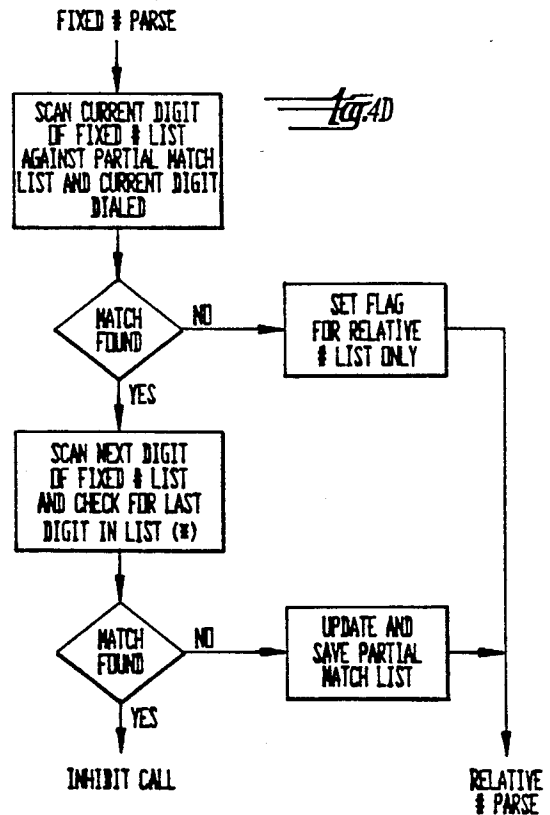 FIXED # PARSE
Fig. 4D
SCAN CURRENT DIGIT
OF FIXED # LIST
AGAINST PARTIAL MATCH
LIST AND CURRENT DIGIT
DIALED
MATCH
FOUND
NO
SET FLAG
FOR RELATIVE
# LIST ONLY
YES
SCAN NEXT DIGIT
OF FIXED # LIST
AND CHECK FOR LAST
DIGIT IN LIST (*)
MATCH
FOUND
NO
UPDATE AND
SAVE PARTIAL
MATCH LIST
YES
INHIBIT CALL
RELATIVE
# PARSE